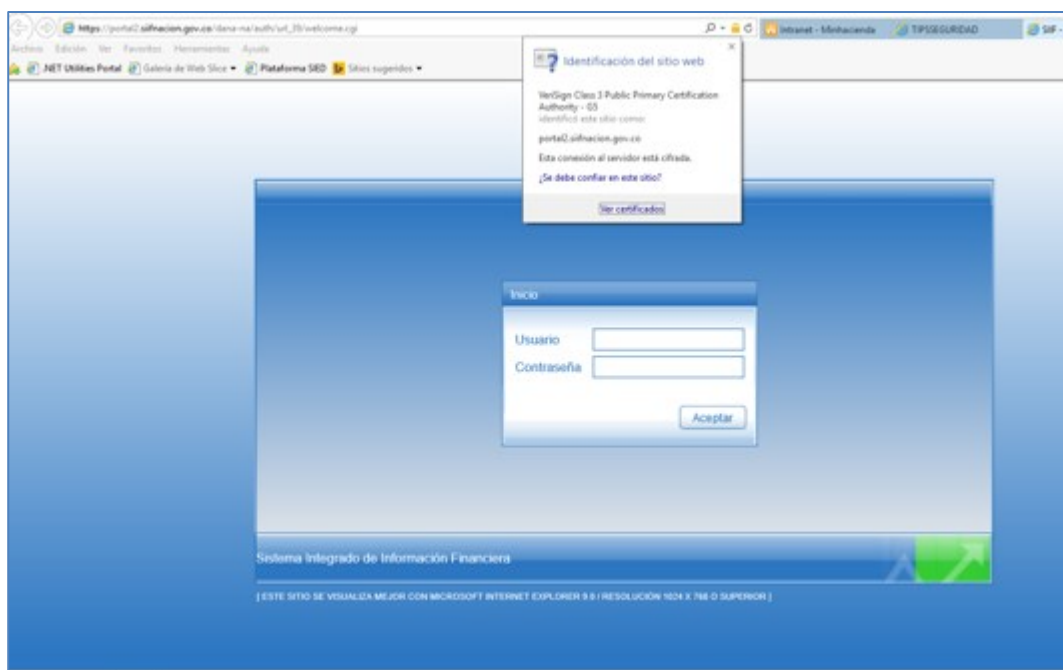 https://portal2.siifnacion.gov.co/dana-na/auth/url_39/welcome.cgi
Intranet - Minhacienda
TIPSSEGURIDAD
SIIF -
Archivo Edición Ver Favoritos Herramientas Ayuda
.NET Utilities Portal Galería de Web Slice Plataforma SED Sitios sugeridos
Identificación del sitio web
VeriSign Class 3 Public Primary Certification
Authority - G5
identificó este sitio como:
portal2.siifnacion.gov.co
Esta conexión al servidor está cifrada.
¿Se debe confiar en este sitio?
Ver certificados
Inicio
Usuario
Contraseña
Aceptar
Sistema Integrado de Información Financiera
[ ESTE SITIO SE VISUALIZA MEJOR CON MICROSOFT INTERNET EXPLORER 9.0 / RESOLUCIÓN 1024 X 768 O SUPERIOR ]